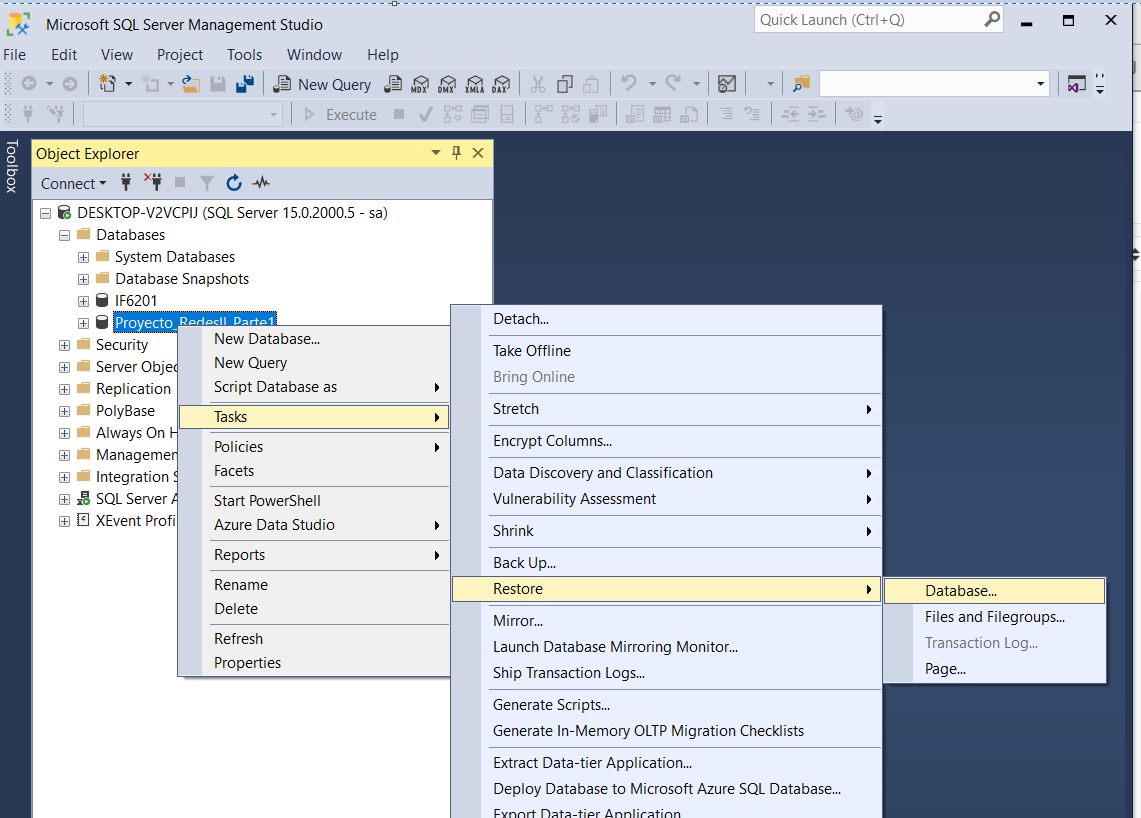 Microsoft SQL Server Management Studio
Quick Launch (Ctrl+Q)
File Edit View Project Tools Window Help
New Query
MDX DMX XMLA DAX
Execute
Toolbox
Object Explorer
Connect
DESKTOP-V2VCPIJ (SQL Server 15.0.2000.5 - sa)
Databases
System Databases
Database Snapshots
IF6201
Proyecto_RedesII_Parte1
Security
Server Objec
Replication
PolyBase
Always On H
Managemen
Integration S
SQL Server A
XEvent Profi
New Database...
New Query
Script Database as
Tasks
Policies
Facets
Start PowerShell
Azure Data Studio
Reports
Rename
Delete
Refresh
Properties
Detach...
Take Offline
Bring Online
Stretch
Encrypt Columns...
Data Discovery and Classification
Vulnerability Assessment
Shrink
Back Up...
Restore
Mirror...
Launch Database Mirroring Monitor...
Ship Transaction Logs...
Generate Scripts...
Generate In-Memory OLTP Migration Checklists
Extract Data-tier Application...
Deploy Database to Microsoft Azure SQL Database...
Export Data-tier Application
Database...
Files and Filegroups...
Transaction Log...
Page...